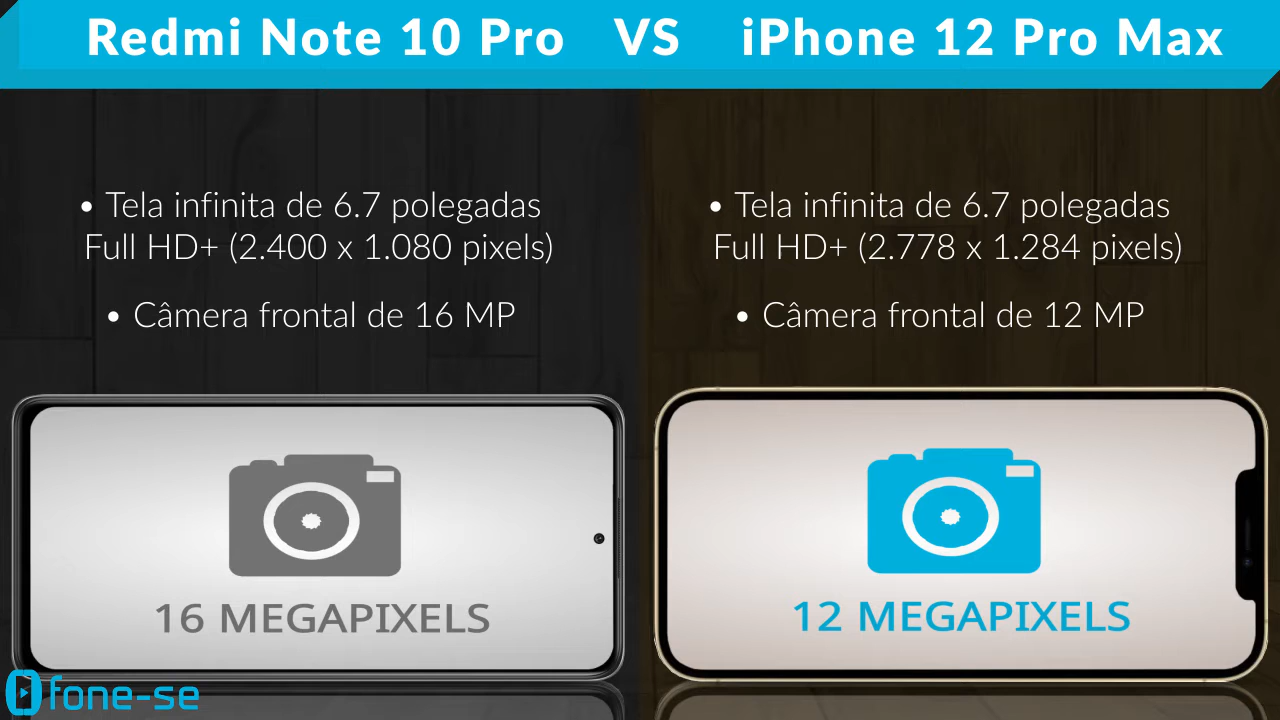 Redmi Note 10 Pro VS iPhone 12 Pro Max
• Tela infinita de 6.7 polegadas
Full HD+ (2.400 x 1.080 pixels)
• Câmera frontal de 16 MP
16 MEGAPIXELS
• Tela infinita de 6.7 polegadas
Full HD+ (2.778 x 1.284 pixels)
• Câmera frontal de 12 MP
12 MEGAPIXELS
fone-se